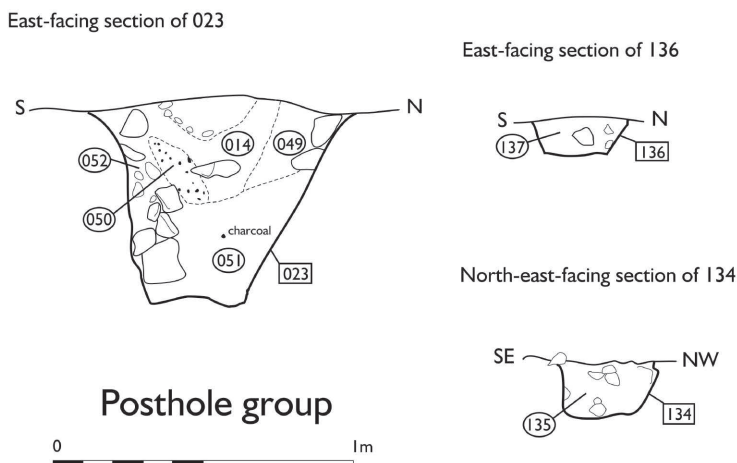 East-facing section of 023
S N
014
049
052
050
charcoal
051
023
East-facing section of 136
S N
137
136
North-east-facing section of 134
SE NW
135
134
Posthole group
0 1m